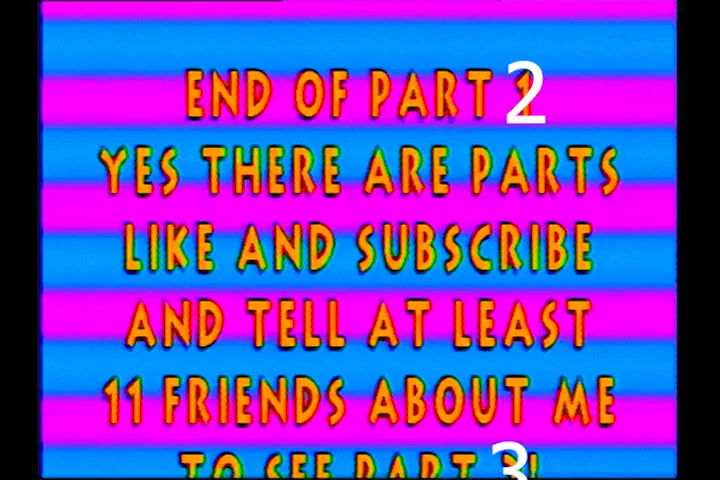 END OF PART 2
YES THERE ARE PARTS
LIKE AND SUBSCRIBE
AND TELL AT LEAST
11 FRIENDS ABOUT ME
TO SEE PART 3!